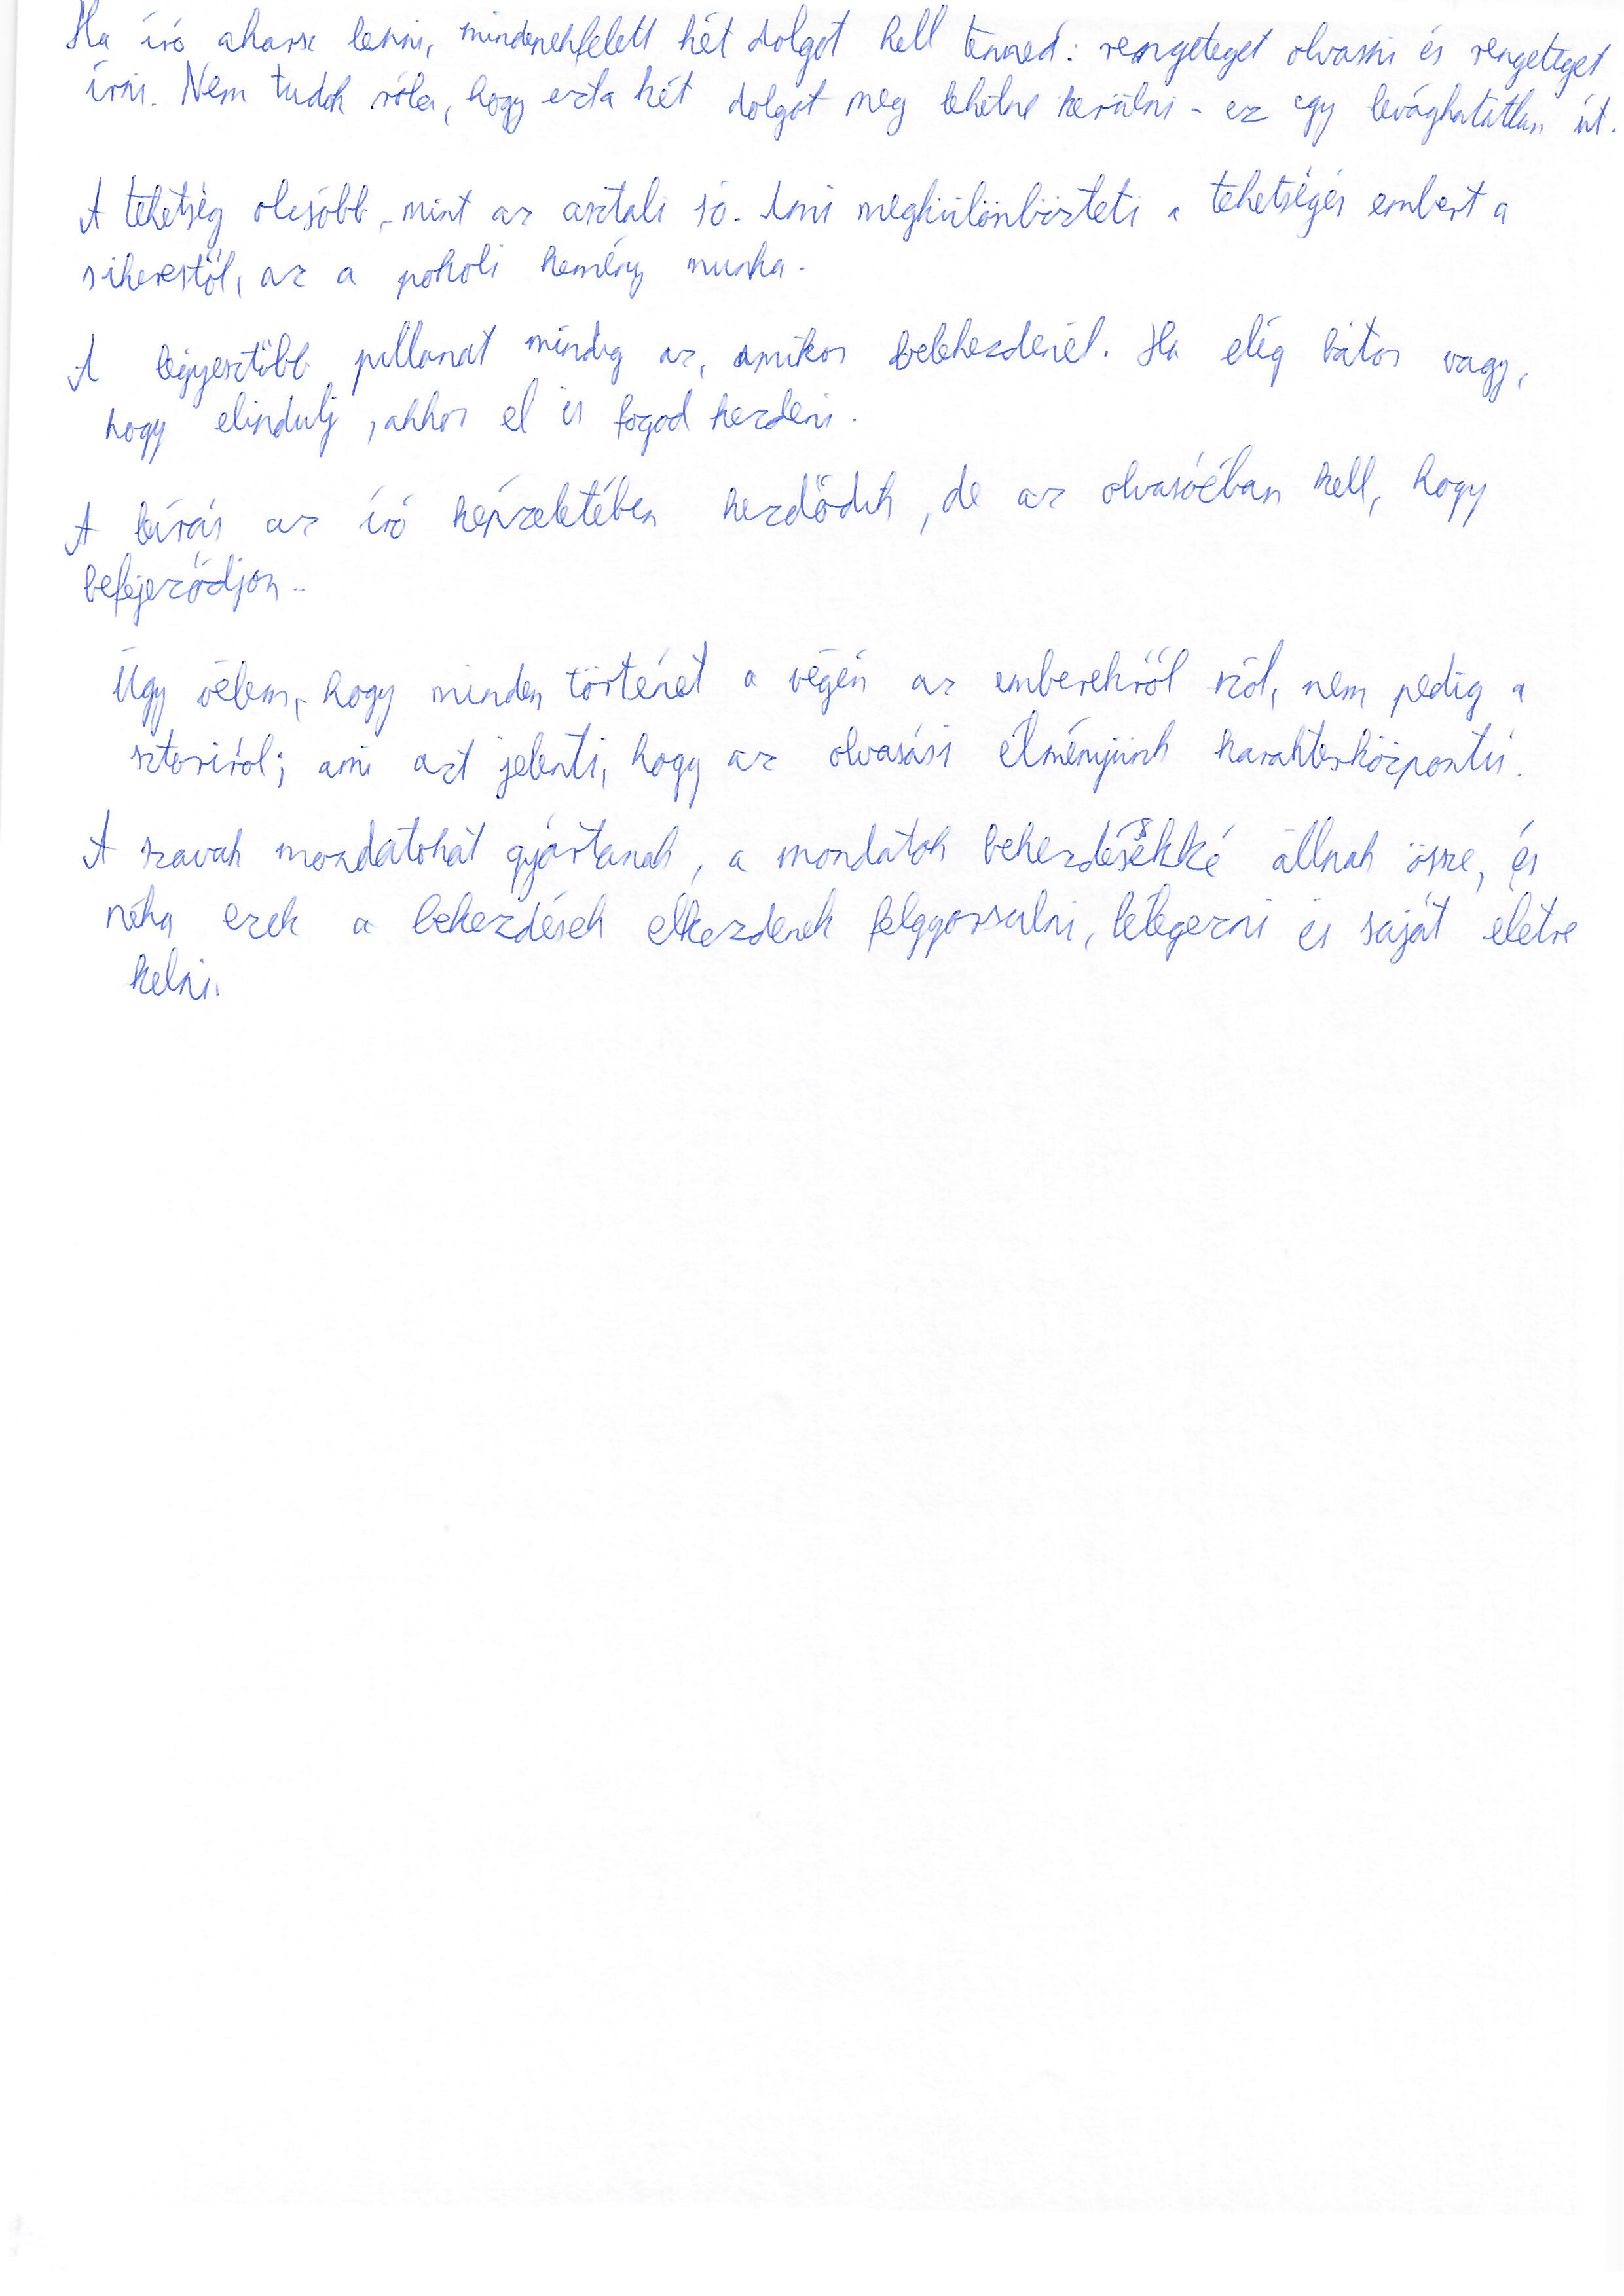 Ha író akarsz lenni, mindenekfelett két dolgot kell tenned: rengeteget olvasni és rengeteget
írni. Nem tudok róla, hogy ezt a két dolgot meg lehetne kerülni - ez egy levághatatlan út.
A tehetség olcsóbb, mint az asztali só. Ami megkülönbözteti a tehetséges embert a
sikerestől, az a pokoli kemény munka.
A legijesztőbb pillanat mindig az, amikor belekezdenél. Ha elég bátor vagy,
hogy elindulj, akkor el is fogod kezdeni.
A leírás az író képzeletében kezdődik, de az olvasóéban kell, hogy
befejeződjon..
Úgy vélem, hogy minden történet a végén az emberekről szól, nem pedig a
sztoriról; ami azt jelenti, hogy az olvasási élményünk karakterközpontú.
A szavak mondatokat gyártanak, a mondatok bekezdésekké állnak össze, és
néha ezek a bekezdések elkezdenek felgyorsulni, lélegezni és saját életre
kelni.